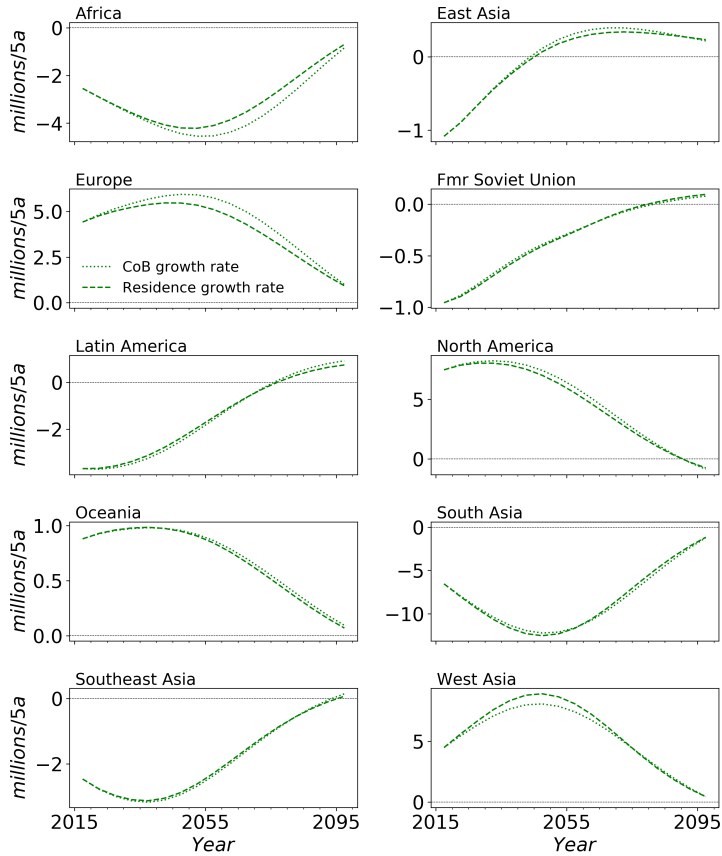 Africa
0
−2
−4
millions/5a
East Asia
0
−1
Europe
5.0
2.5
0.0
millions/5a
CoB growth rate
Residence growth rate
Fmr Soviet Union
0.0
−0.5
−1.0
Latin America
0
−2
millions/5a
North America
5
0
Oceania
1.0
0.5
0.0
millions/5a
South Asia
0
−5
−10
Southeast Asia
0
−2
millions/5a
2015
2055
2095
Year
West Asia
5
0
2015
2055
2095
Year